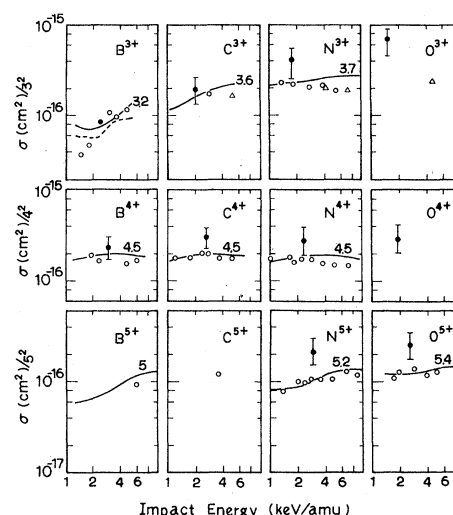 10⁻¹⁵
B³⁺ C³⁺ N³⁺ O³⁺
σ (cm²)/3²
10⁻¹⁶
3.2 3.6 3.7
10⁻¹⁵
B⁴⁺ C⁴⁺ N⁴⁺ O⁴⁺
σ (cm²)/4²
4.5 4.5 4.5
10⁻¹⁶
B⁵⁺ C⁵⁺ N⁵⁺ O⁵⁺
σ (cm²)/5²
5 5.2 5.4
10⁻¹⁶
10⁻¹⁷
1 2 4 6 1 2 4 6 1 2 4 6 1 2 4 6 8
Impact Energy (keV/amu)